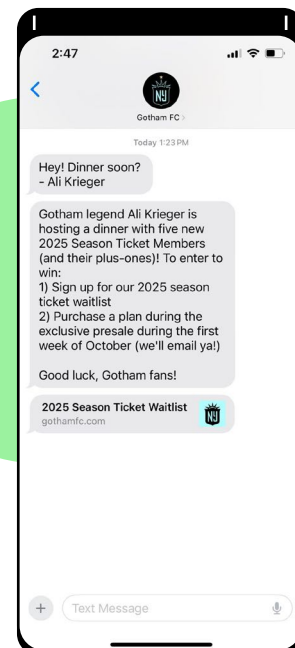 2:47
NY
Gotham FC >
Today 1:23 PM
Hey! Dinner soon?
- Ali Krieger
Gotham legend Ali Krieger is
hosting a dinner with five new
2025 Season Ticket Members
(and their plus-ones)! To enter to
win:
1) Sign up for our 2025 season
ticket waitlist
2) Purchase a plan during the
exclusive presale during the first
week of October (we'll email ya!)
Good luck, Gotham fans!
2025 Season Ticket Waitlist
gothamfc.com
NY
Text Message